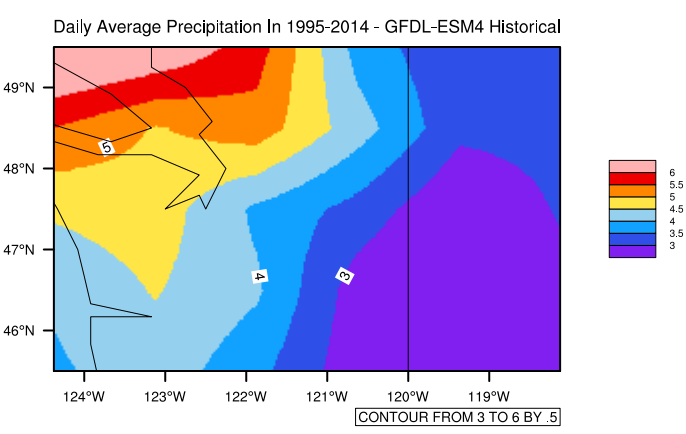 Daily Average Precipitation In 1995-2014 - GFDL-ESM4 Historical
49°N
48°N
47°N
46°N
5
4
3
6
5.5
5
4.5
4
3.5
3
124°W 123°W 122°W 121°W 120°W 119°W
CONTOUR FROM 3 TO 6 BY .5